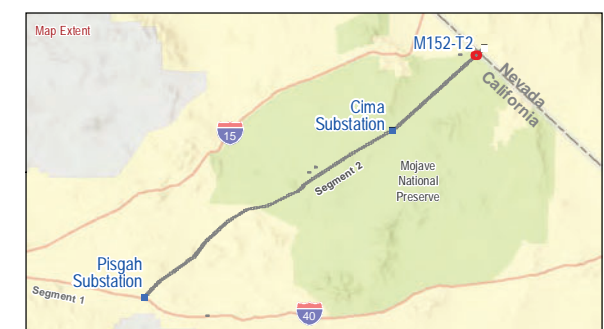 Map Extent
M152-T2
Nevada
California
Cima
Substation
15
Segment 2
Mojave
National
Preserve
Pisgah
Substation
Segment 1
40